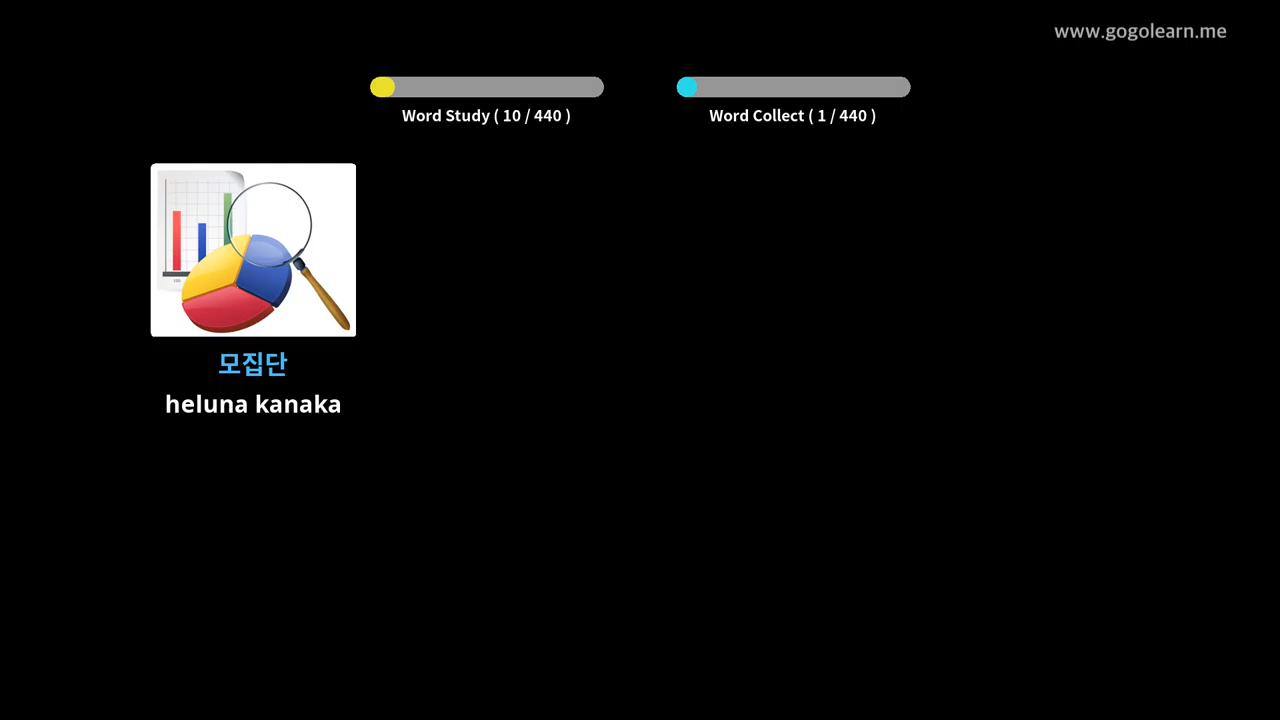 www.gogolearn.me
Word Study ( 10 / 440 )
Word Collect ( 1 / 440 )
모집단
heluna kanaka